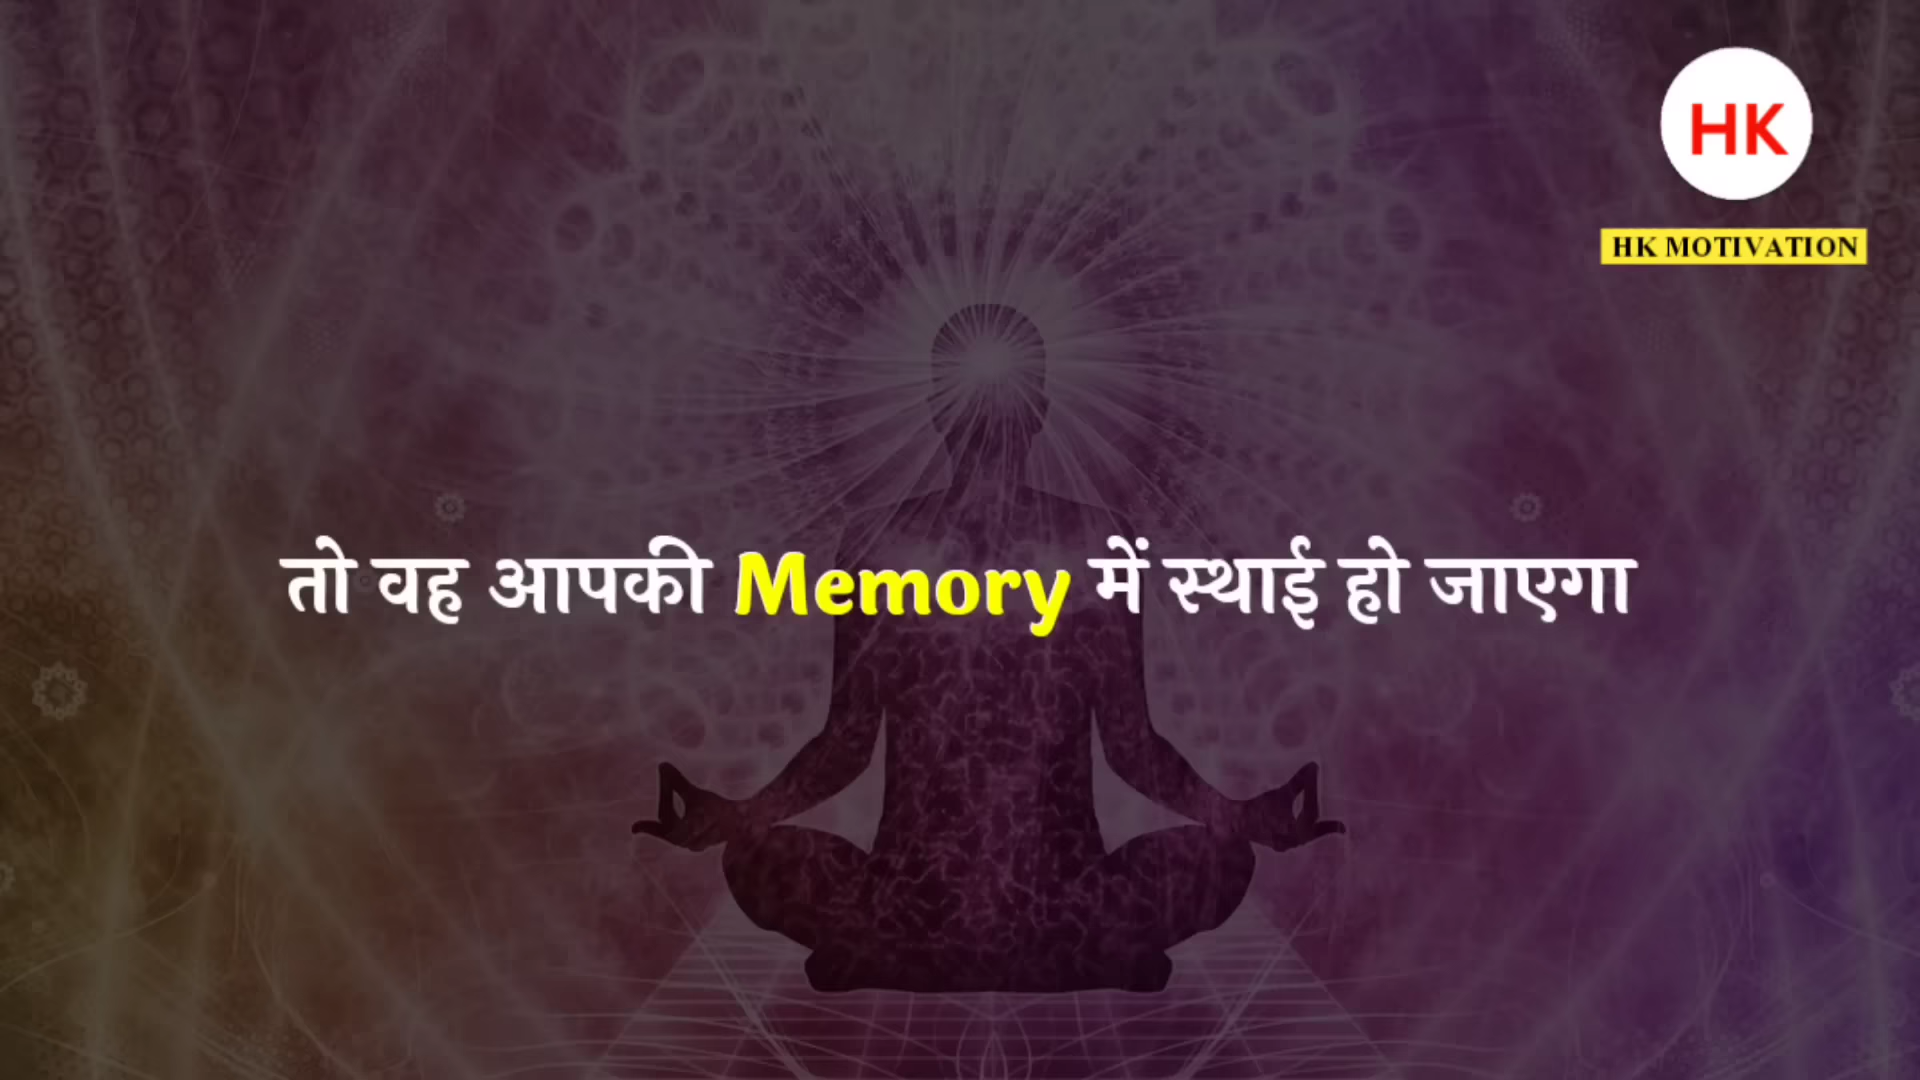 HK
HK MOTIVATION
तो वह आपकी Memory में स्थाई हो जाएगा